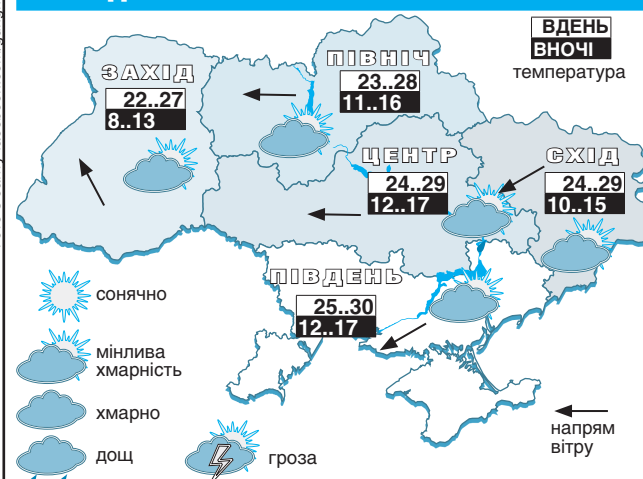 ВДЕНЬ
ВНОЧІ
температура
ЗАХІД
22..27
8..13
ПІВНІЧ
23..28
11..16
ЦЕНТР
24..29
12..17
СХІД
24..29
10..15
ПІВДЕНЬ
25..30
12..17
сонячно
мінлива
хмарність
хмарно
дощ
гроза
напрям
вітру